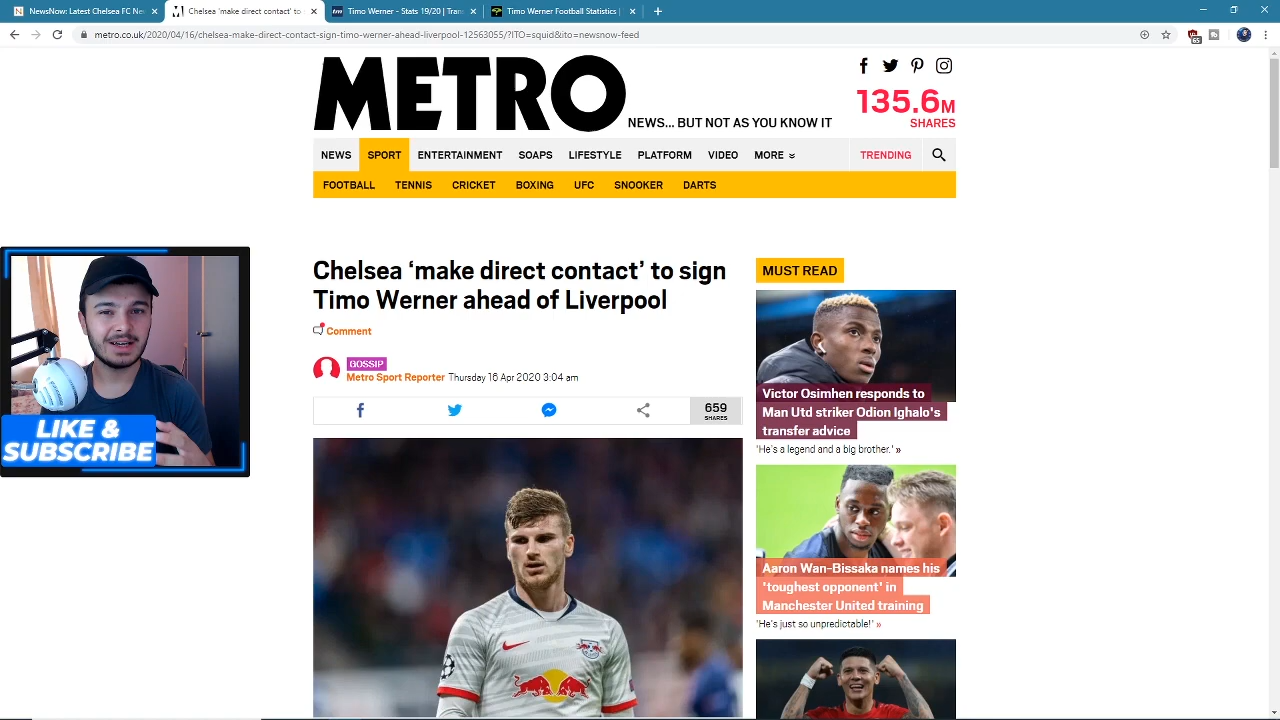 NewsNow: Latest Chelsea FC Ne
Chelsea ‘make direct contact’ to s
Timo Werner - Stats 19/20 | Tran
Timo Werner Football Statistics |
metro.co.uk/2020/04/16/chelsea-make-direct-contact-sign-timo-werner-ahead-liverpool-12563055/?ITO=squid&ito=newsnow-feed
65
METRO
NEWS... BUT NOT AS YOU KNOW IT
135.6M
SHARES
NEWS SPORT ENTERTAINMENT SOAPS LIFESTYLE PLATFORM VIDEO MORE TRENDING
FOOTBALL TENNIS CRICKET BOXING UFC SNOOKER DARTS
Chelsea ‘make direct contact’ to sign
Timo Werner ahead of Liverpool
Comment
GOSSIP
Metro Sport Reporter Thursday 16 Apr 2020 3:04 am
659
SHARES
MUST READ
Victor Osimhen responds to
Man Utd striker Odion Ighalo's
transfer advice
'He's a legend and a big brother.' »
Aaron Wan-Bissaka names his
'toughest opponent' in
Manchester United training
'He's just so unpredictable!' »
LIKE &
SUBSCRIBE